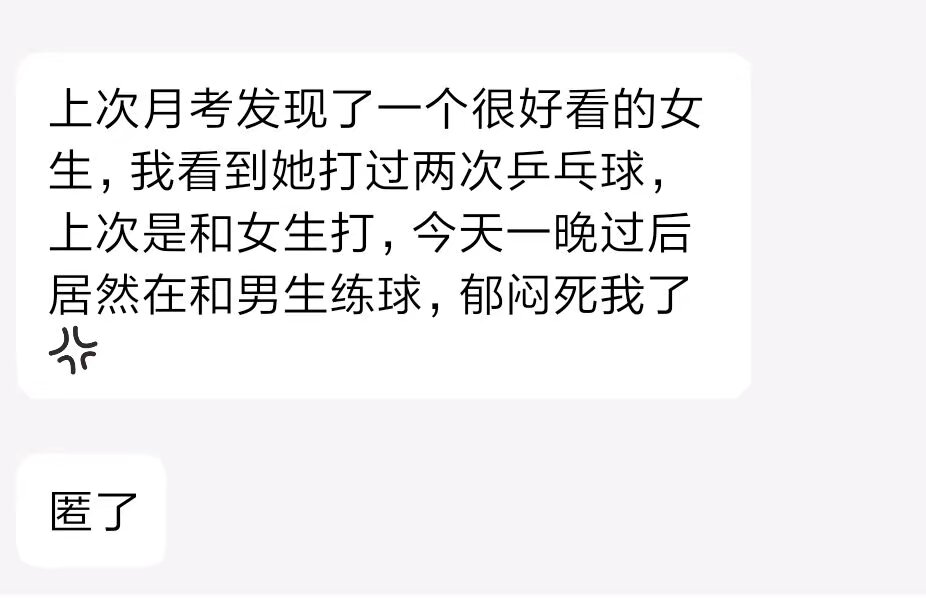 上次月考发现了一个很好看的女
生，我看到她打过两次乒乓球，
上次是和女生打，今天一晚过后
居然在和男生练球，郁闷死我了
💢
匿了